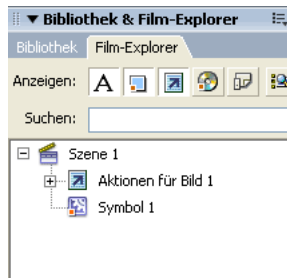 Bibliothek & Film-Explorer
Bibliothek Film-Explorer
Anzeigen: A
Suchen:
Szene 1
Aktionen für Bild 1
Symbol 1